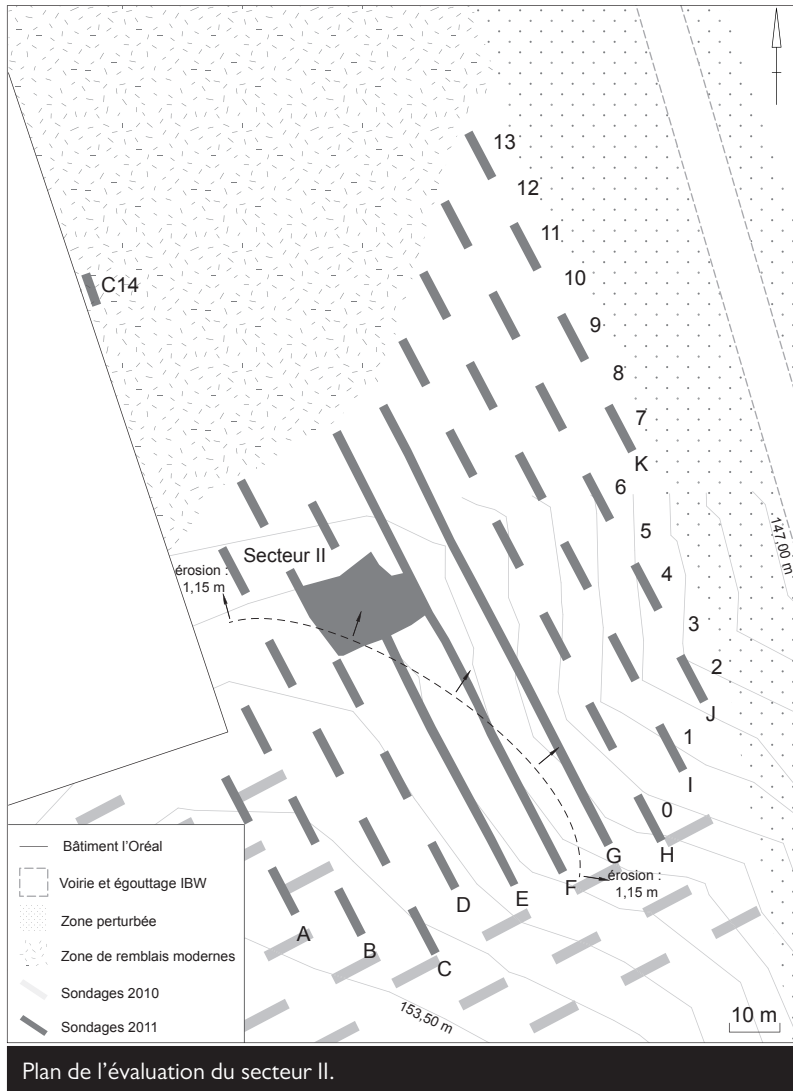 13
12
11
C14
10
9
8
7
K
6
147,00 m
5
Secteur II
érosion :
1,15 m
4
3
2
J
1
I
0
H
G
érosion :
1,15 m
F
E
D
A
B
C
153,50 m
10 m
Bâtiment l'Oréal
Voirie et égouttage IBW
Zone perturbée
Zone de remblais modernes
Sondages 2010
Sondages 2011
Plan de l'évaluation du secteur II.